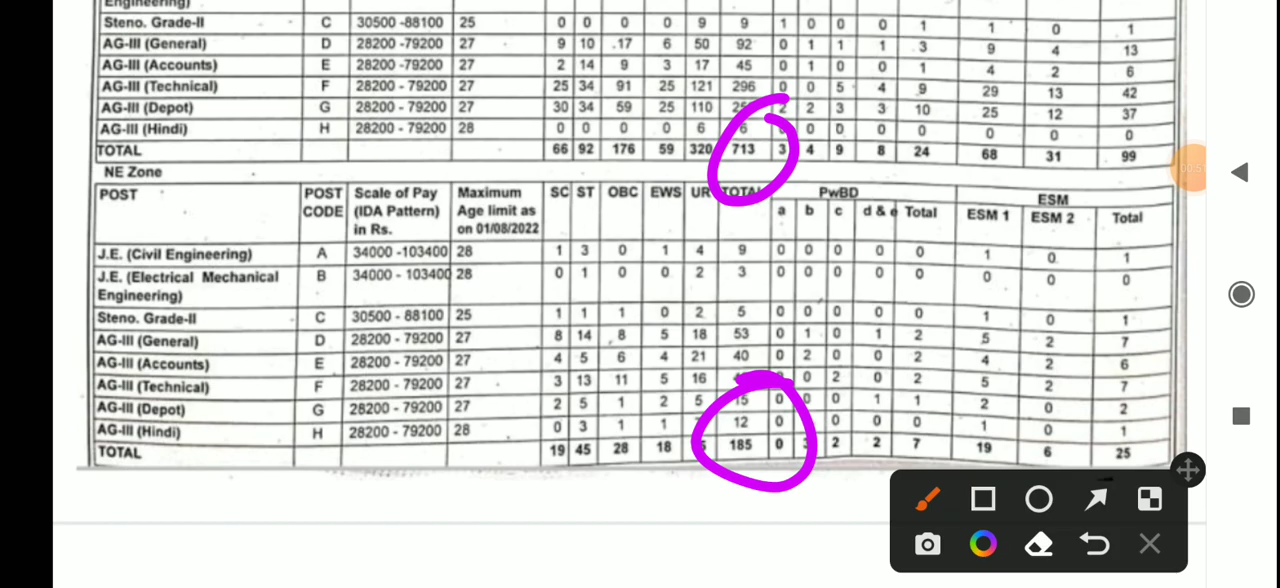 Engineering)
Steno. Grade-II C 30500 -88100 25 0 0 0 0 9 9 1 0 0 0 1 1 0 1
AG-III (General) D 28200 -79200 27 9 10 .17 6 50 92 0 1 1 1 3 9 4 13
AG-III (Accounts) E 28200 -79200 27 2 14 9 3 17 45 0 1 0 0 1 4 2 6
AG-III (Technical) F 28200 - 79200 27 25 34 91 25 121 296 0 0 5 4 9 29 13 42
AG-III (Depot) G 28200 - 79200 27 30 34 59 25 110 2 2 3 3 10 25 12 37
AG-III (Hindi) H 28200 - 79200 28 0 0 0 0 6 6 0 0 0 0 0 0 0
TOTAL 66 92 176 59 320 713 3 4 9 8 24 68 31 99
NE Zone
POST POST CODE Scale of Pay (IDA Pattern) in Rs. Maximum Age limit as on 01/08/2022 SC ST OBC EWS UR TOTAL PwBD ESM
a b c d & e Total ESM 1 ESM 2 Total
J.E. (Civil Engineering) A 34000 -103400 28 1 3 0 1 4 9 0 0 0 0 0 1 0 1
J.E. (Electrical Mechanical Engineering) B 34000 - 103400 28 0 1 0 0 2 3 0 0 0 0 0 0 0 0
Steno. Grade-II C 30500 - 88100 25 1 1 1 0 2 5 0 0 0 0 0 1 0 1
AG-III (General) D 28200 - 79200 27 8 14 8 5 18 53 0 1 0 1 2 5 2 7
AG-III (Accounts) E 28200 - 79200 27 4 5 6 4 21 40 0 2 0 0 2 4 2 6
AG-III (Technical) F 28200 - 79200 27 3 13 11 5 16 0 2 0 2 5 2 7
AG-III (Depot) G 28200 - 79200 27 2 5 1 2 5 15 0 0 0 1 1 2 0 2
AG-III (Hindi) H 28200 - 79200 28 0 3 1 1 12 0 0 0 0 0 1 0 1
TOTAL 19 45 28 18 185 0 2 2 7 19 6 25